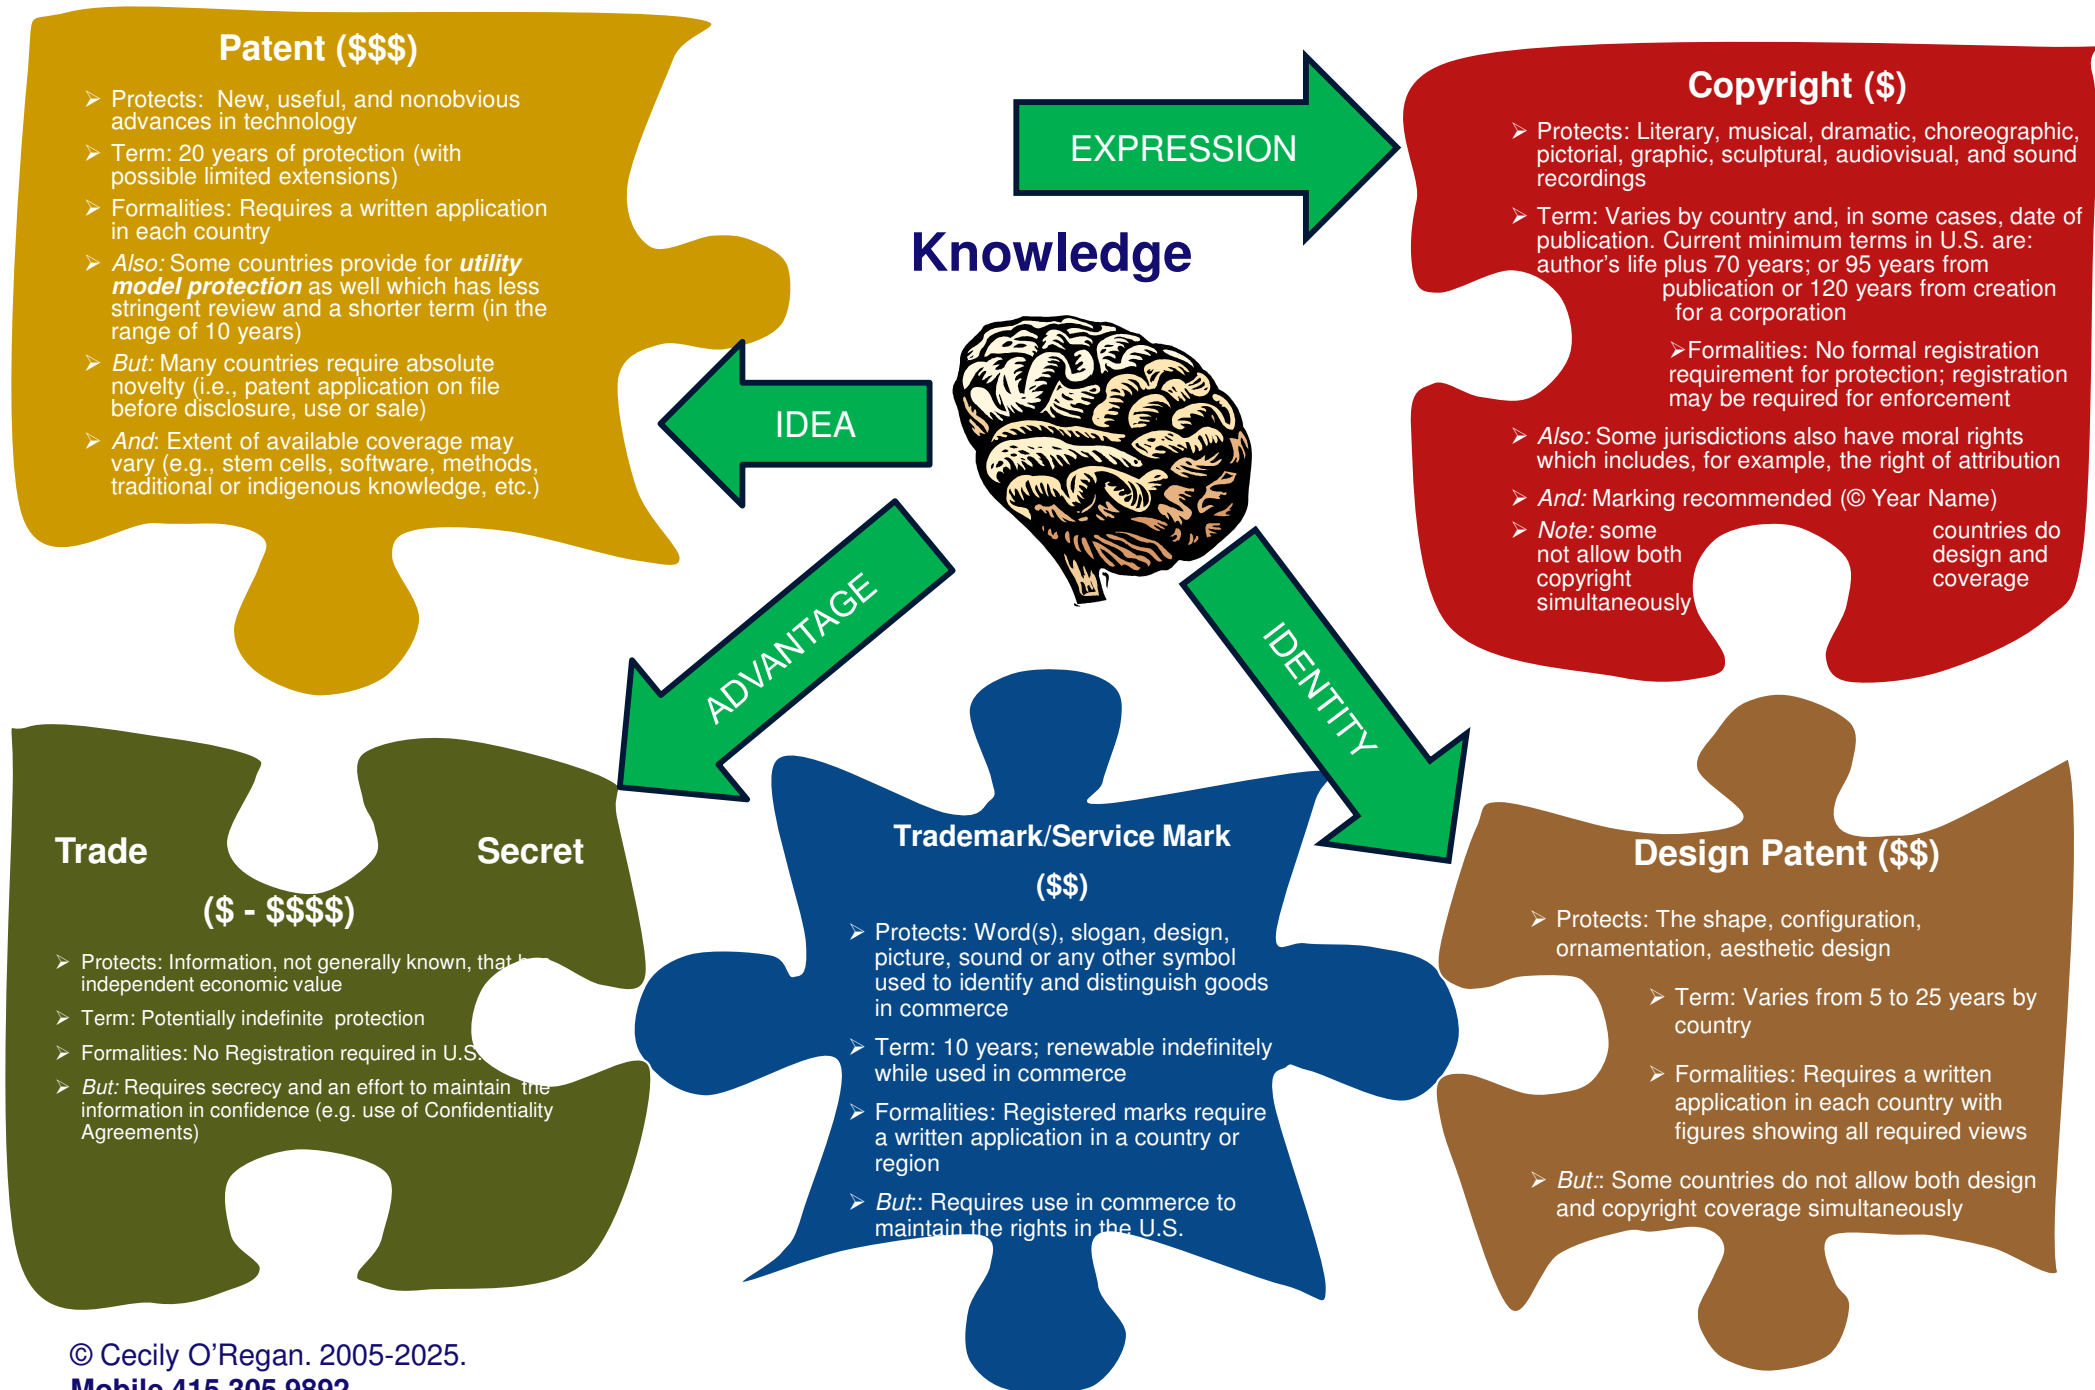 Patent ($$$)
➢ Protects:  New, useful, and nonobvious
advances in technology
➢ Term: 20 years of protection (with
possible limited extensions)
➢ Formalities: Requires a written application
in each country
➢ Also: Some countries provide for utility
model protection as well which has less
stringent review and a shorter term (in the
range of 10 years)
➢ But: Many countries require absolute
novelty (i.e., patent application on file
before disclosure, use or sale)
➢ And: Extent of available coverage may
vary (e.g., stem cells, software, methods,
traditional or indigenous knowledge, etc.)
EXPRESSION
Knowledge
IDEA
ADVANTAGE
IDENTITY
Copyright ($)
➢ Protects: Literary, musical, dramatic, choreographic,
pictorial, graphic, sculptural, audiovisual, and sound
recordings
➢ Term: Varies by country and, in some cases, date of
publication. Current minimum terms in U.S. are:
author's life plus 70 years; or 95 years from
publication or 120 years from creation
for a corporation
➢Formalities: No formal registration
requirement for protection; registration
may be required for enforcement
➢ Also: Some jurisdictions also have moral rights
which includes, for example, the right of attribution
➢ And: Marking recommended (© Year Name)
➢ Note: some countries do
not allow both design and
copyright coverage
simultaneously
Trade Secret
($ - $$$$)
➢ Protects: Information, not generally known, that has
independent economic value
➢ Term: Potentially indefinite  protection
➢ Formalities: No Registration required in U.S.
➢ But: Requires secrecy and an effort to maintain  the
information in confidence (e.g. use of Confidentiality
Agreements)
Trademark/Service Mark
($$)
➢ Protects: Word(s), slogan, design,
picture, sound or any other symbol
used to identify and distinguish goods
in commerce
➢ Term: 10 years; renewable indefinitely
while used in commerce
➢ Formalities: Registered marks require
a written application in a country or
region
➢ But:: Requires use in commerce to
maintain the rights in the U.S.
Design Patent ($$)
➢ Protects: The shape, configuration,
ornamentation, aesthetic design
➢ Term: Varies from 5 to 25 years by
country
➢ Formalities: Requires a written
application in each country with
figures showing all required views
➢ But:: Some countries do not allow both design
and copyright coverage simultaneously
© Cecily O'Regan. 2005-2025.
Mobile 415.305.9892